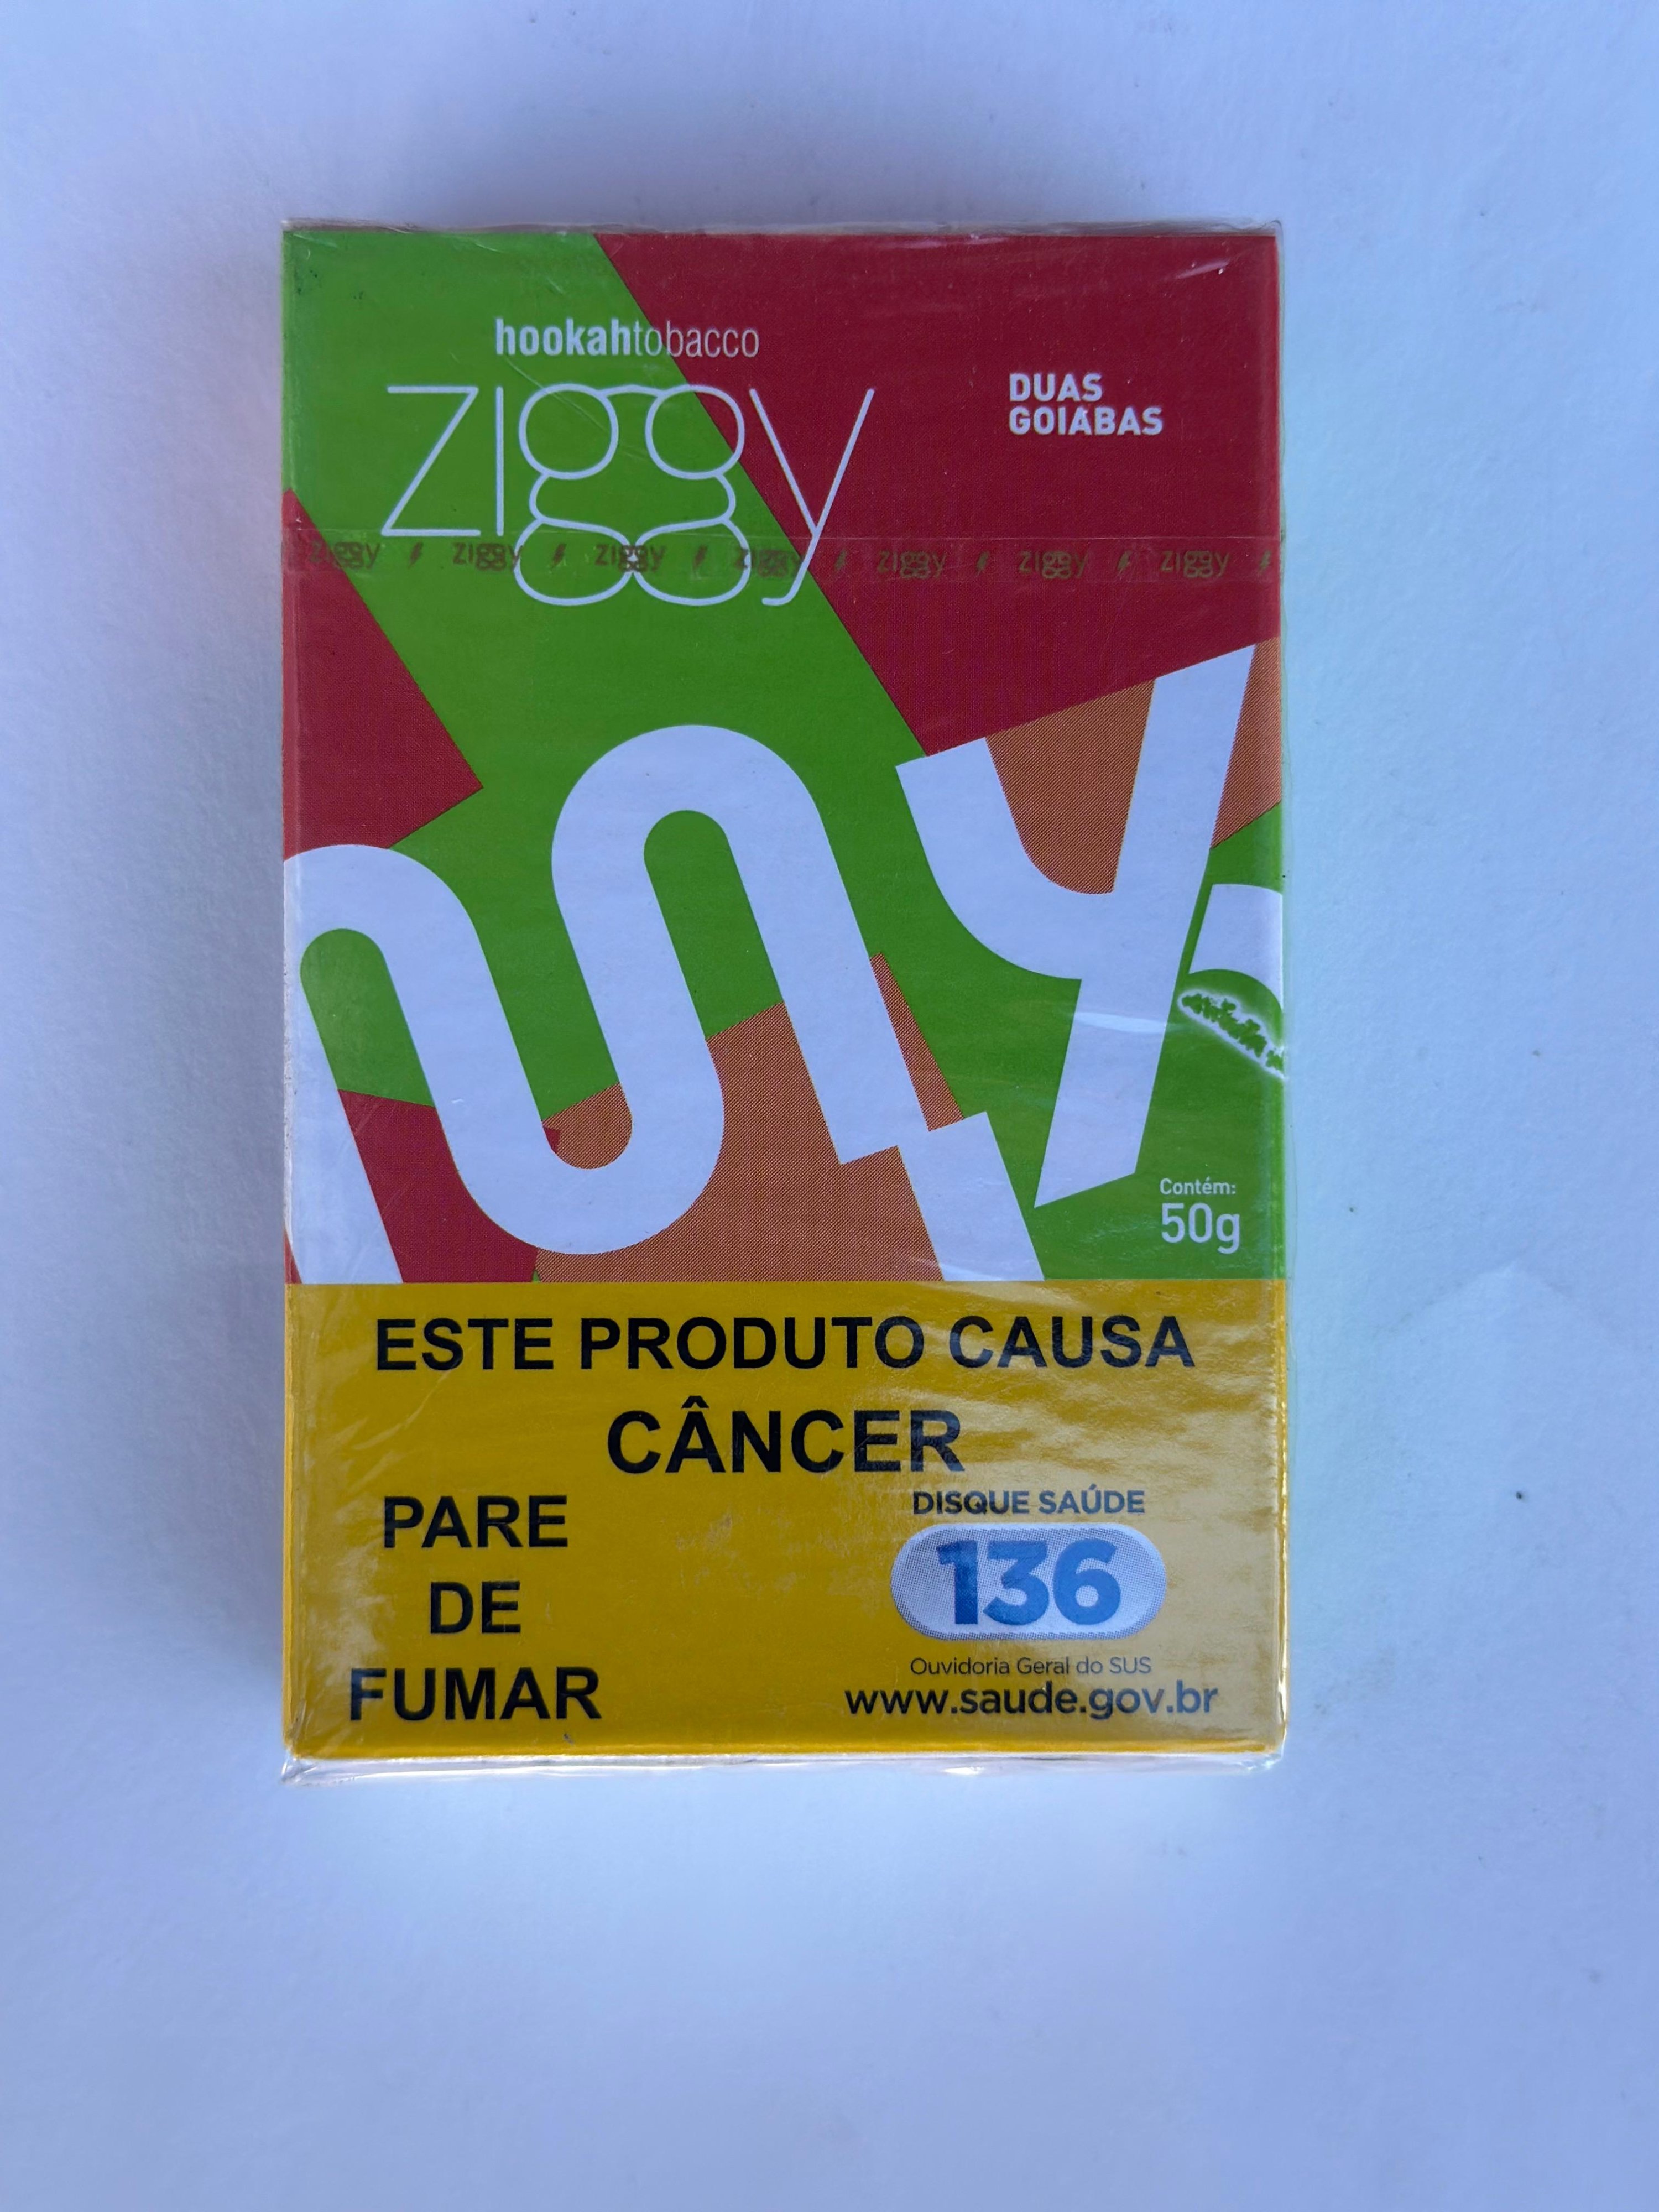 hookahtobacco
ziggy
DUAS
GOIABAS
ziggy ziggy ziggy ziggy ziggy ziggy ziggy
Contém:
50g
ESTE PRODUTO CAUSA
CÂNCER
PARE
DE
FUMAR
DISQUE SAÚDE
136
Ouvidoria Geral do SUS
www.saude.gov.br